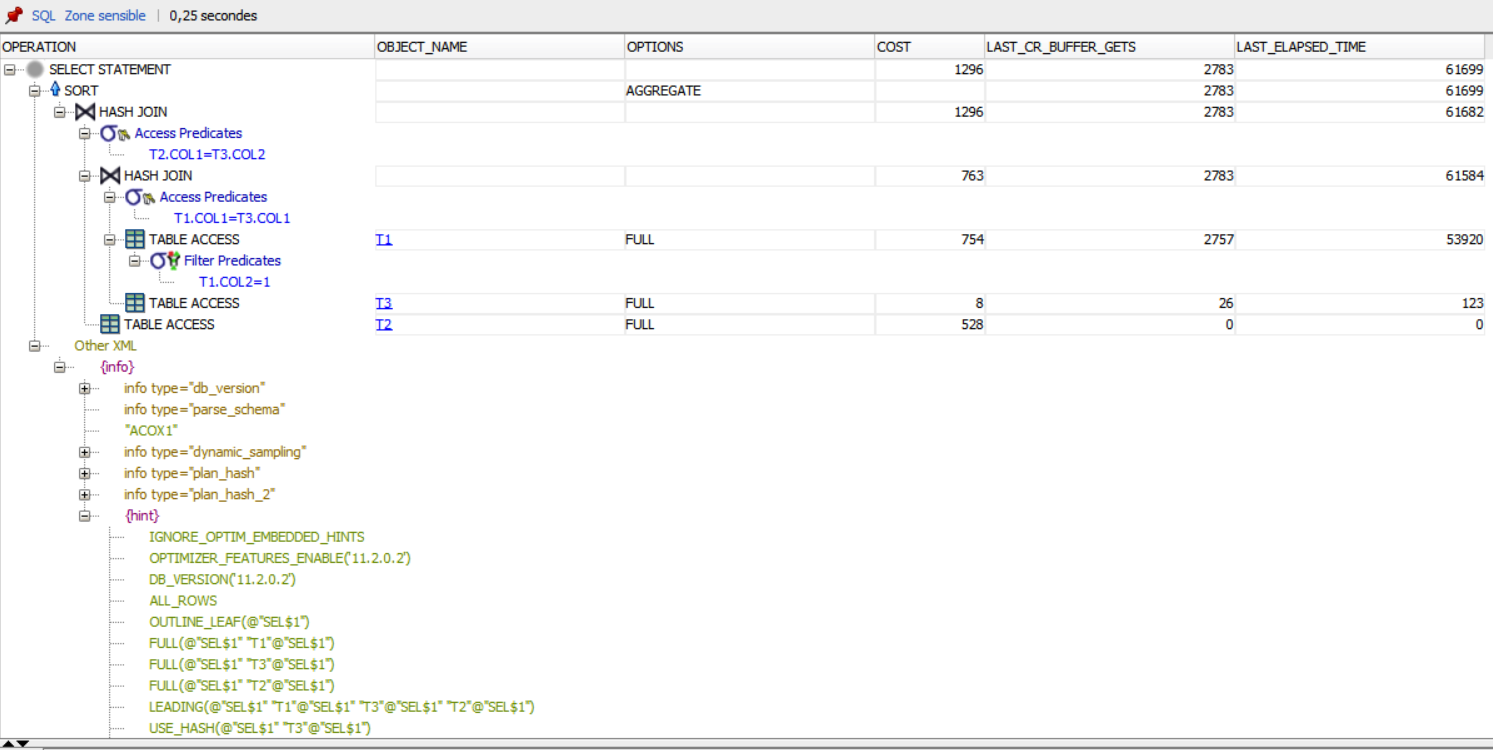 SQL Zone sensible | 0,25 secondes
OPERATION OBJECT_NAME OPTIONS COST LAST_CR_BUFFER_GETS LAST_ELAPSED_TIME
SELECT STATEMENT 1296 2783 61699
SORT AGGREGATE 2783 61699
HASH JOIN 1296 2783 61682
Access Predicates
T2.COL1=T3.COL2
HASH JOIN 763 2783 61584
Access Predicates
T1.COL1=T3.COL1
TABLE ACCESS T1 FULL 754 2757 53920
Filter Predicates
T1.COL2=1
TABLE ACCESS T3 FULL 8 26 123
TABLE ACCESS T2 FULL 528 0 0
Other XML
{info}
info type="db_version"
info type="parse_schema"
"ACOX1"
info type="dynamic_sampling"
info type="plan_hash"
info type="plan_hash_2"
{hint}
IGNORE_OPTIM_EMBEDDED_HINTS
OPTIMIZER_FEATURES_ENABLE('11.2.0.2')
DB_VERSION('11.2.0.2')
ALL_ROWS
OUTLINE_LEAF(@"SEL$1")
FULL(@"SEL$1" "T1"@"SEL$1")
FULL(@"SEL$1" "T3"@"SEL$1")
FULL(@"SEL$1" "T2"@"SEL$1")
LEADING(@"SEL$1" "T1"@"SEL$1" "T3"@"SEL$1" "T2"@"SEL$1")
USE_HASH(@"SEL$1" "T3"@"SEL$1")